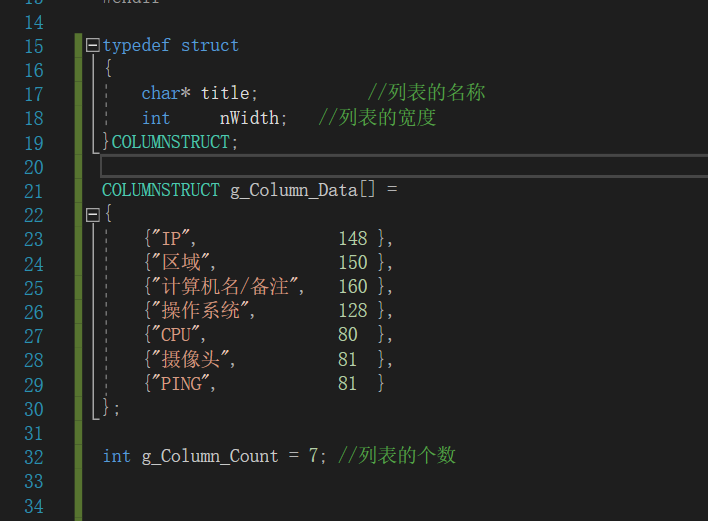 14
15 typedef struct
16 {
17 char* title; //列表的名称
18 int nWidth; //列表的宽度
19 }COLUMNSTRUCT;
20
21 COLUMNSTRUCT g_Column_Data[] =
22 {
23 {"IP", 148 },
24 {"区域", 150 },
25 {"计算机名/备注", 160 },
26 {"操作系统", 128 },
27 {"CPU", 80 },
28 {"摄像头", 81 },
29 {"PING", 81 }
30 };
31
32 int g_Column_Count = 7; //列表的个数
33
34